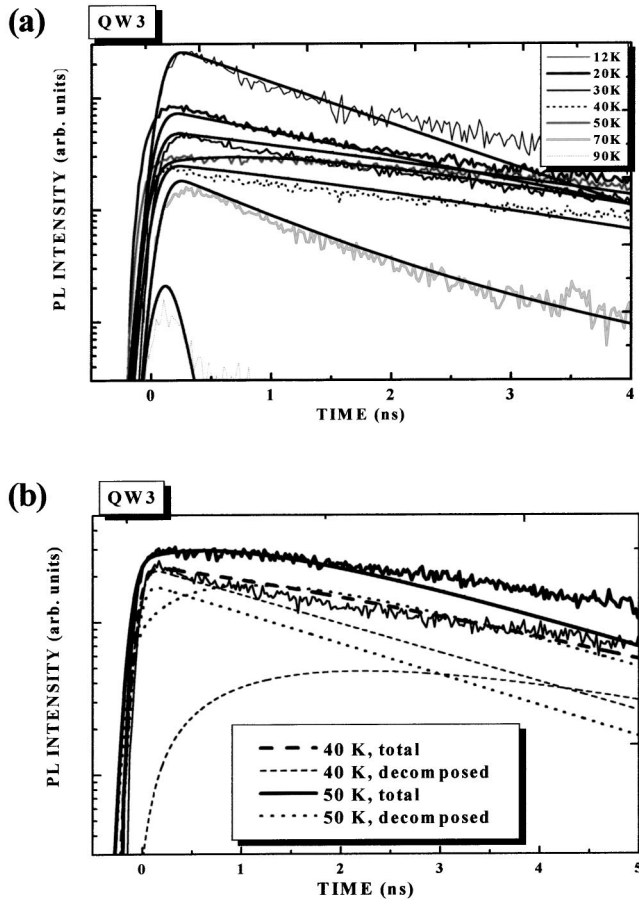 (a)
QW3
PL INTENSITY (arb. units)
12K
20K
30K
40K
50K
70K
90K
0 1 2 3 4
TIME (ns)
(b)
QW3
PL INTENSITY (arb. units)
40 K, total
40 K, decomposed
50 K, total
50 K, decomposed
0 1 2 3 4 5
TIME (ns)